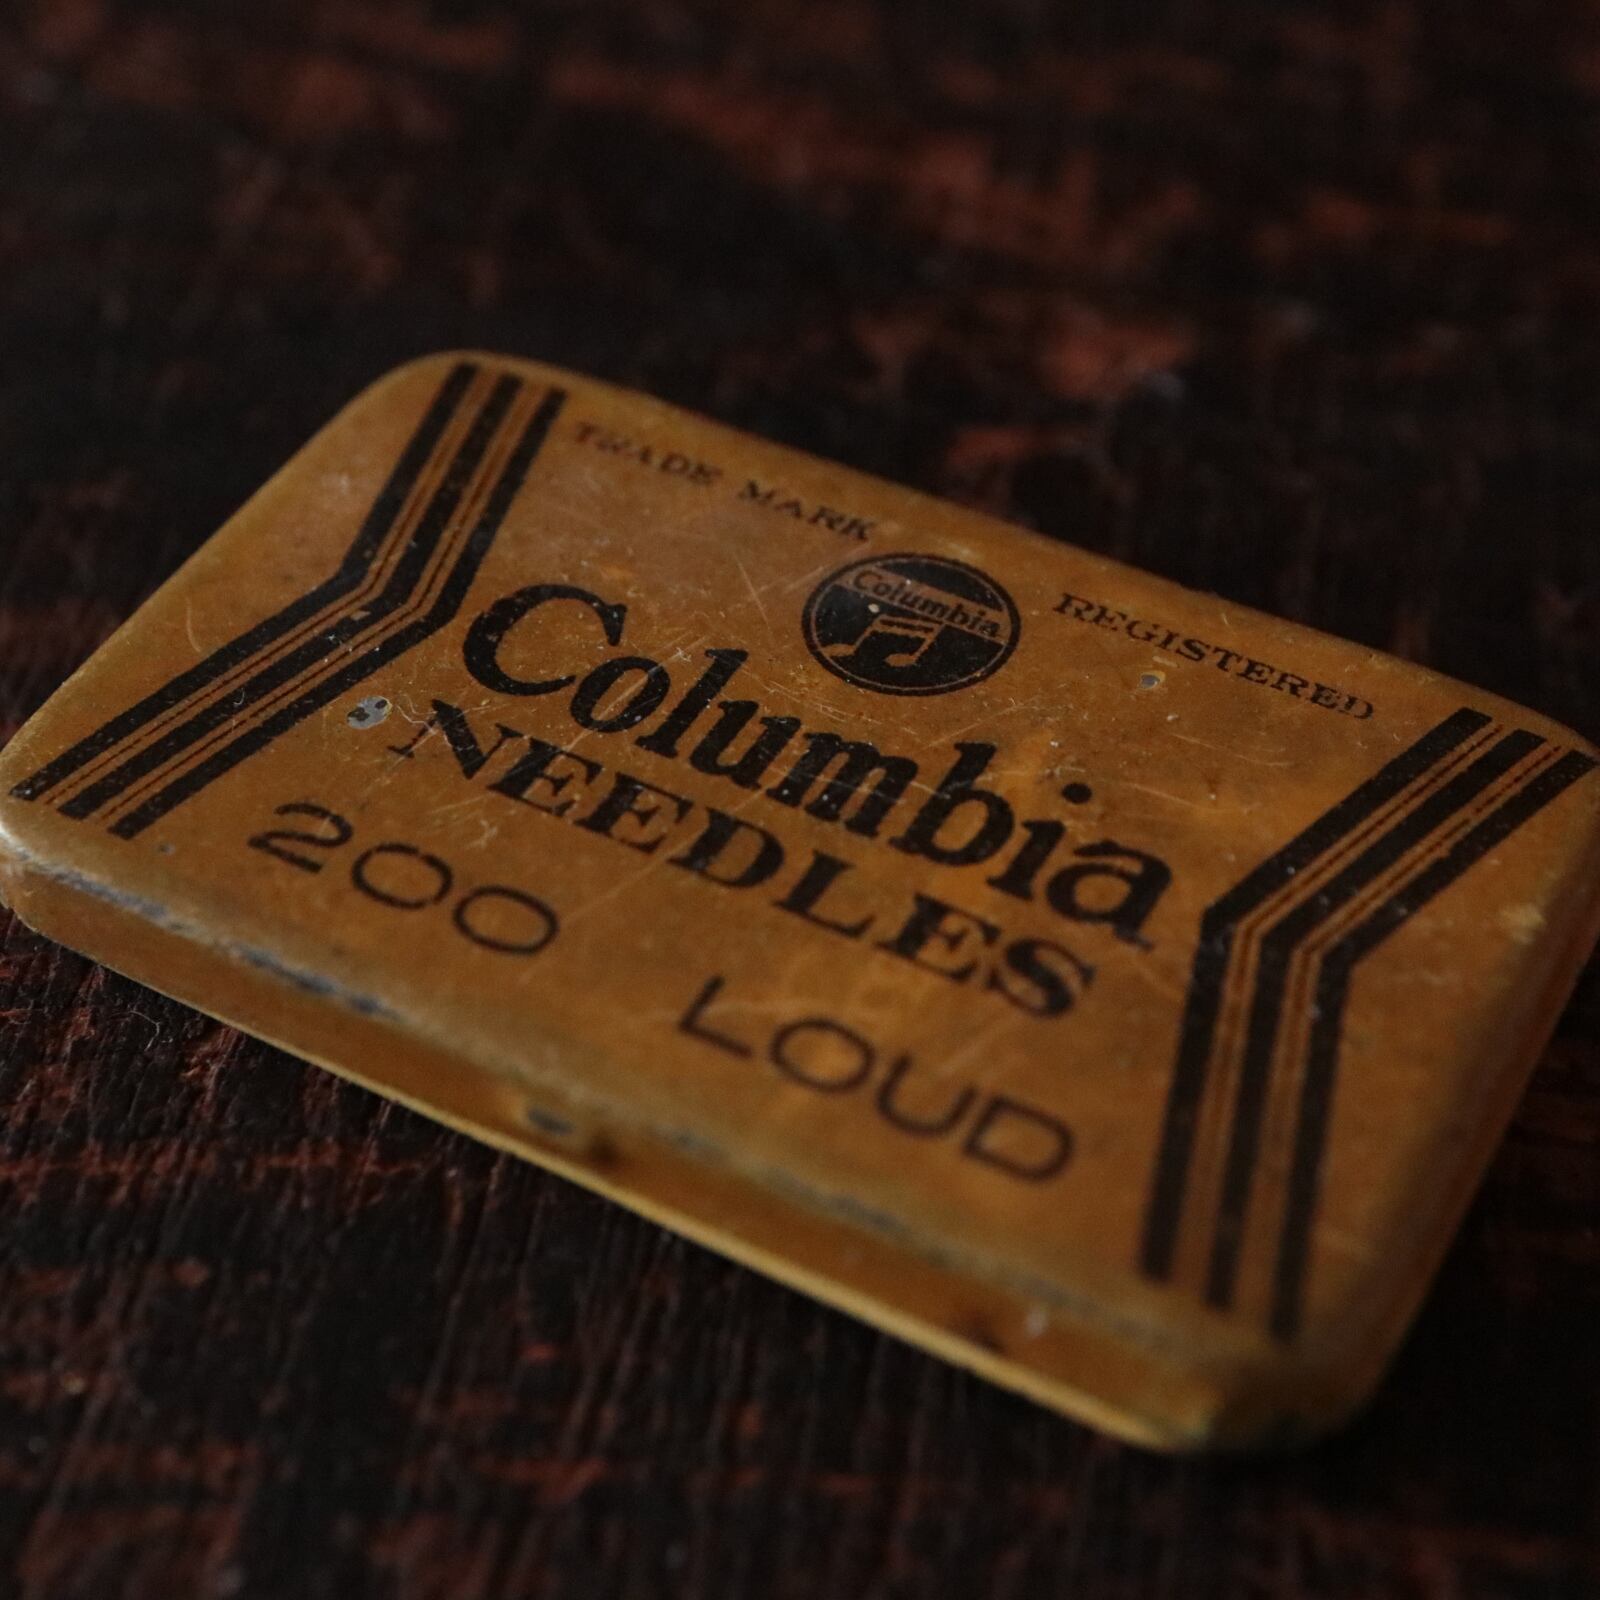 TRADE MARK Columbia REGISTERED
Columbia
NEEDLES
200 LOUD